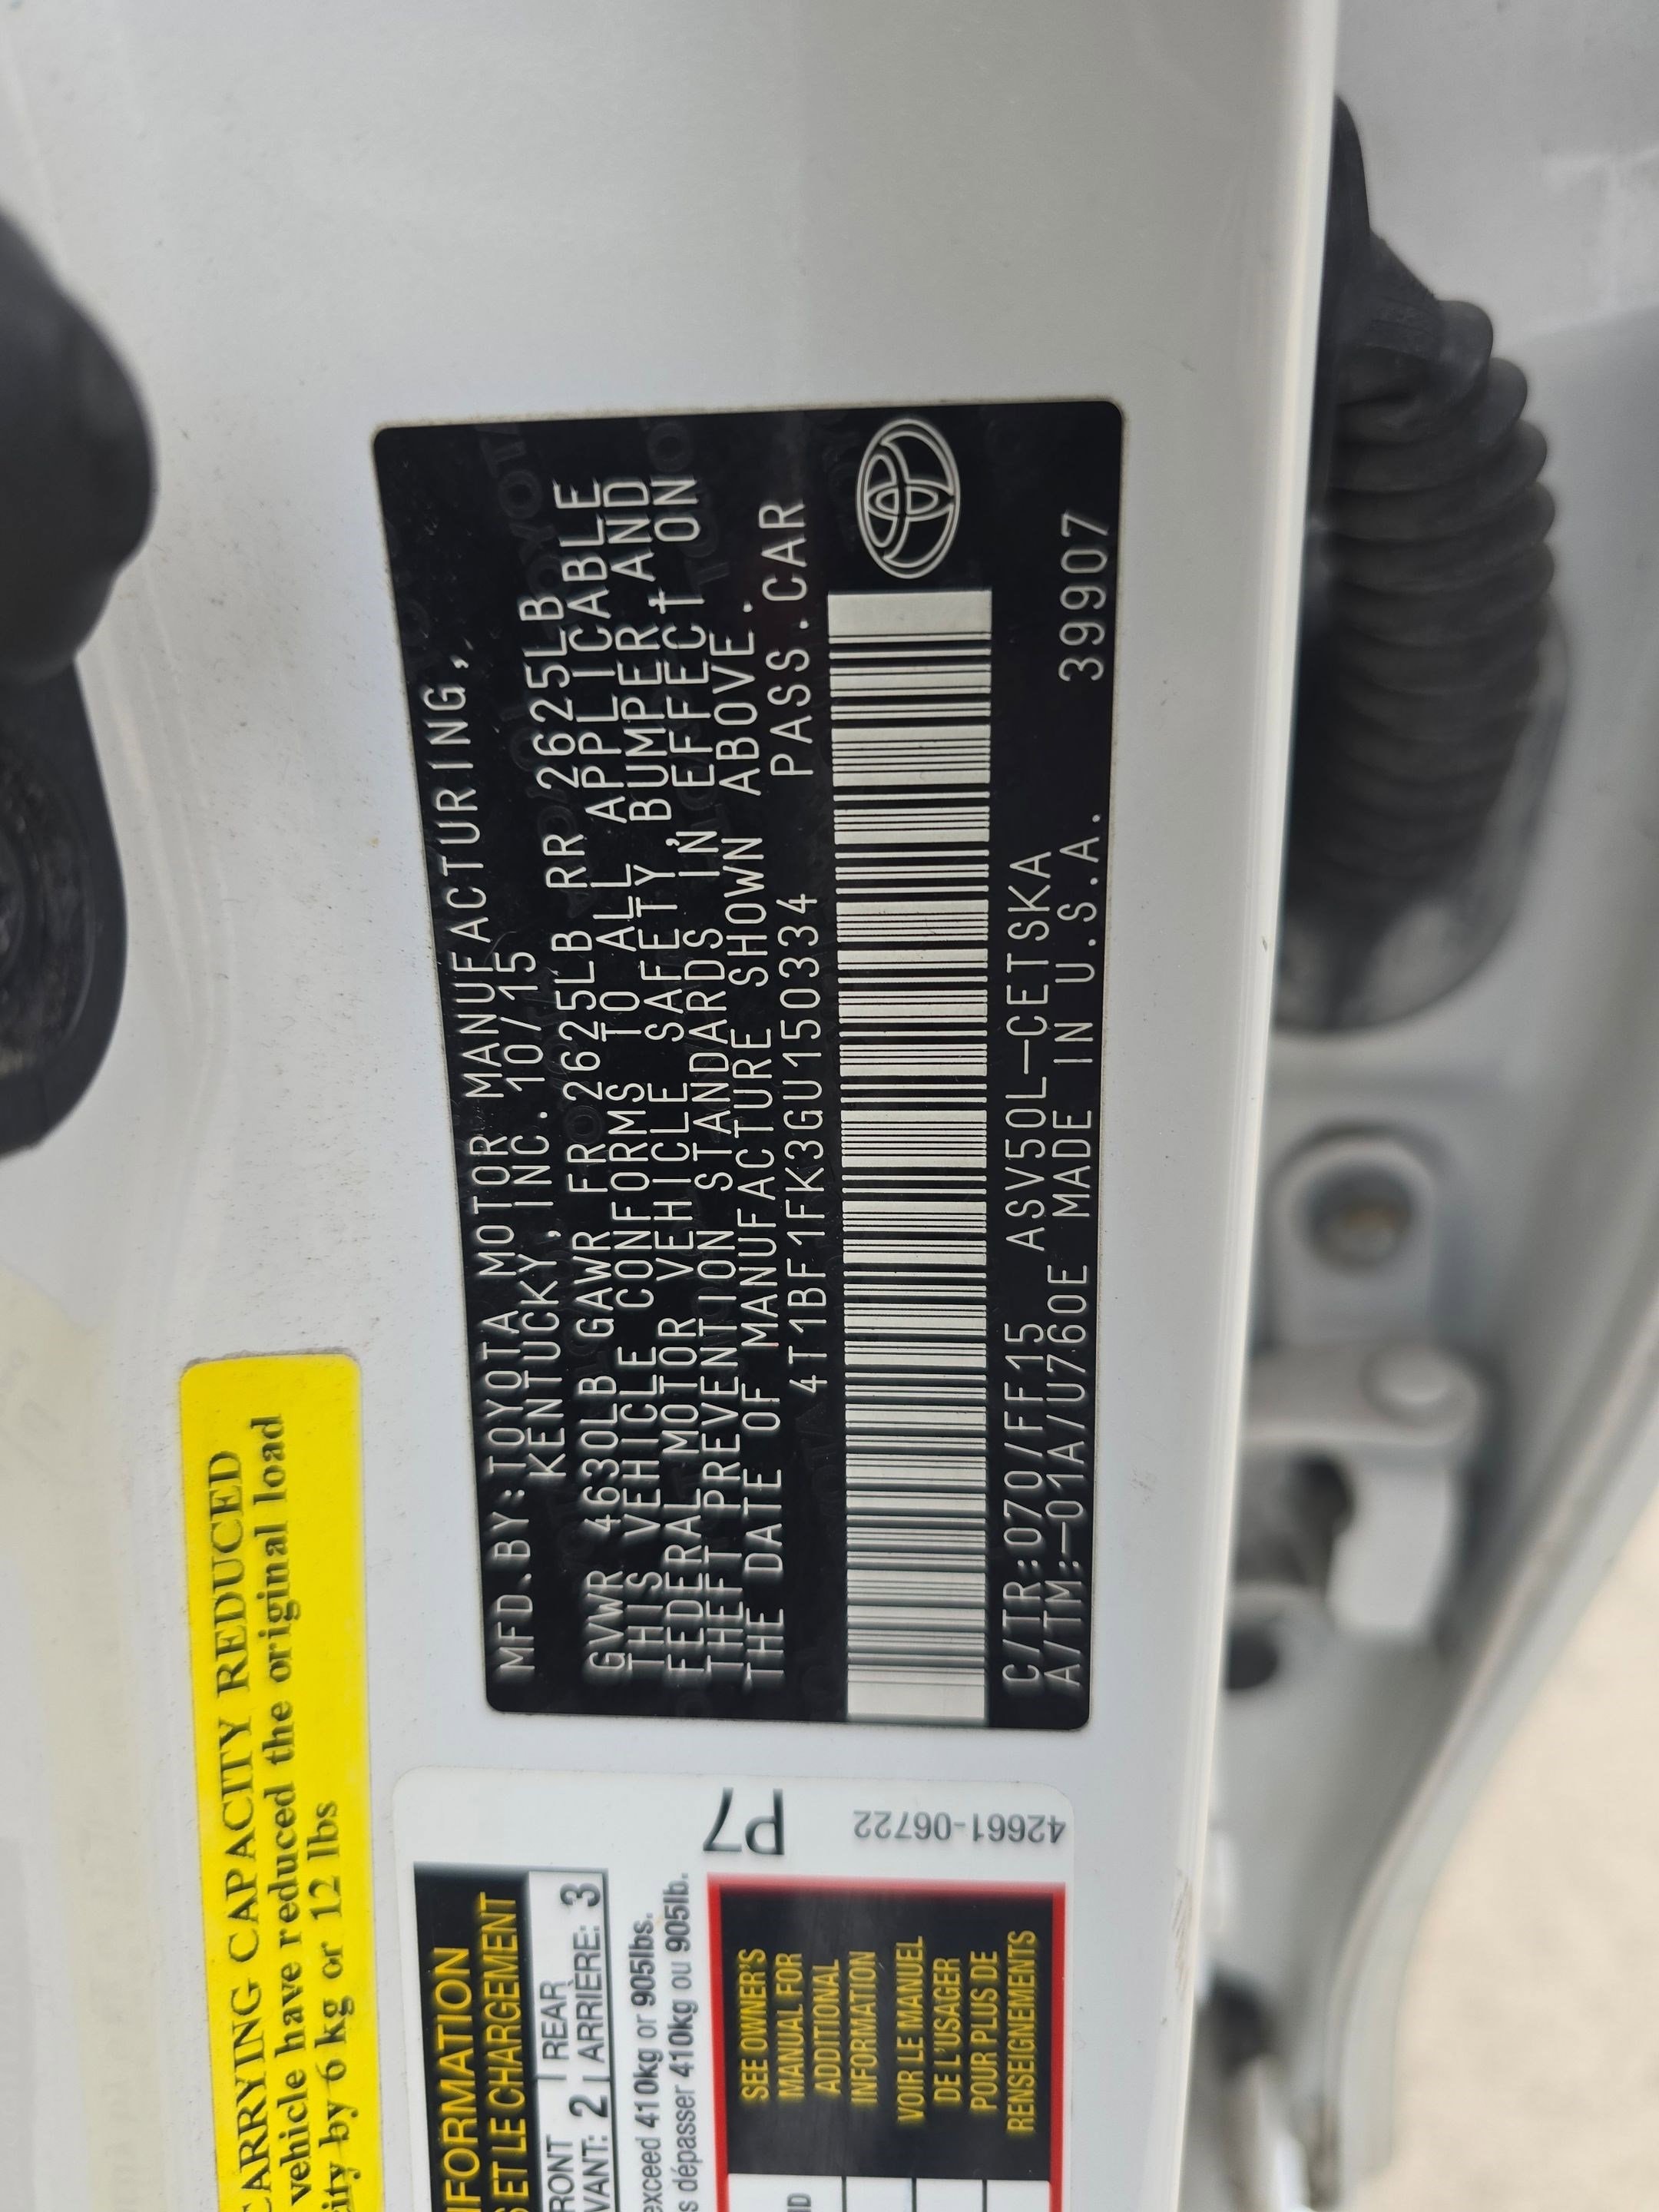 MFD.BY:TOYOTA MOTOR MANUFACTURING,
KENTUCKY,INC. 10/15
GVWR 4630LB GAWR FR 2625LB RR 2625LB
THIS VEHICLE CONFORMS TO ALL APPLICABLE
FEDERAL MOTOR VEHICLE SAFETY,BUMPER,AND
THEFT PREVENTION STANDARDS IN EFFECT ON
THE DATE OF MANUFACTURE SHOWN ABOVE.
4T1BF1FK3GU150334 PASS.CAR
C/TR:070/FF15 ASV50L-CETSKA
A/TM:-01A/U760E MADE IN U.S.A. 39907
CARRYING CAPACITY REDUCED
vehicle have reduced the original load
by 6 kg or 12 lbs
ET LE CHARGEMENT
REAR
2 ARRIÈRE: 3
exceed 410kg or 905lbs.
dépasser 410kg ou 905lb.
P7
42661-06722
SEE OWNER'S
MANUAL FOR
ADDITIONAL
INFORMATION
VOIR LE MANUEL
DE L'USAGER
POUR PLUS DE
RENSEIGNEMENTS